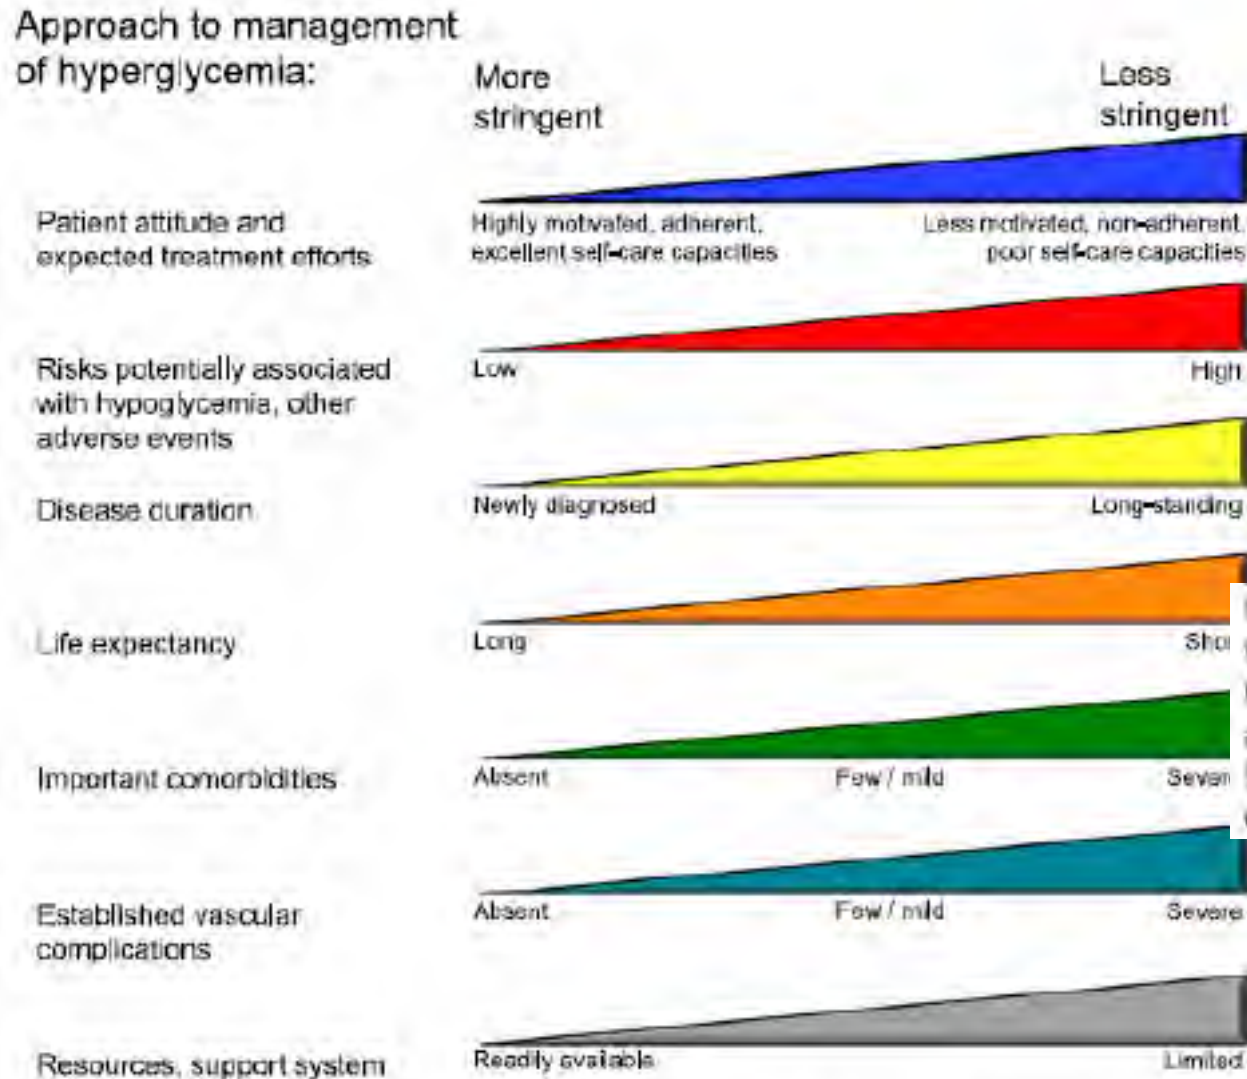 Approach to management
of hyperglycemia:
More
stringent
Less
stringent
Patient attitude and
expected treatment efforts
Highly motivated, adherent,
excellent self-care capacities
Less motivated, non-adherent,
poor self-care capacities
Risks potentially associated
with hypoglycemia, other
adverse events
Low
High
Disease duration
Newly diagnosed
Long-standing
Life expectancy
Long
Shor
Important comorbidities
Absent
Few / mild
Severe
Established vascular
complications
Absent
Few / mild
Severe
Resources, support system
Readily available
Limited